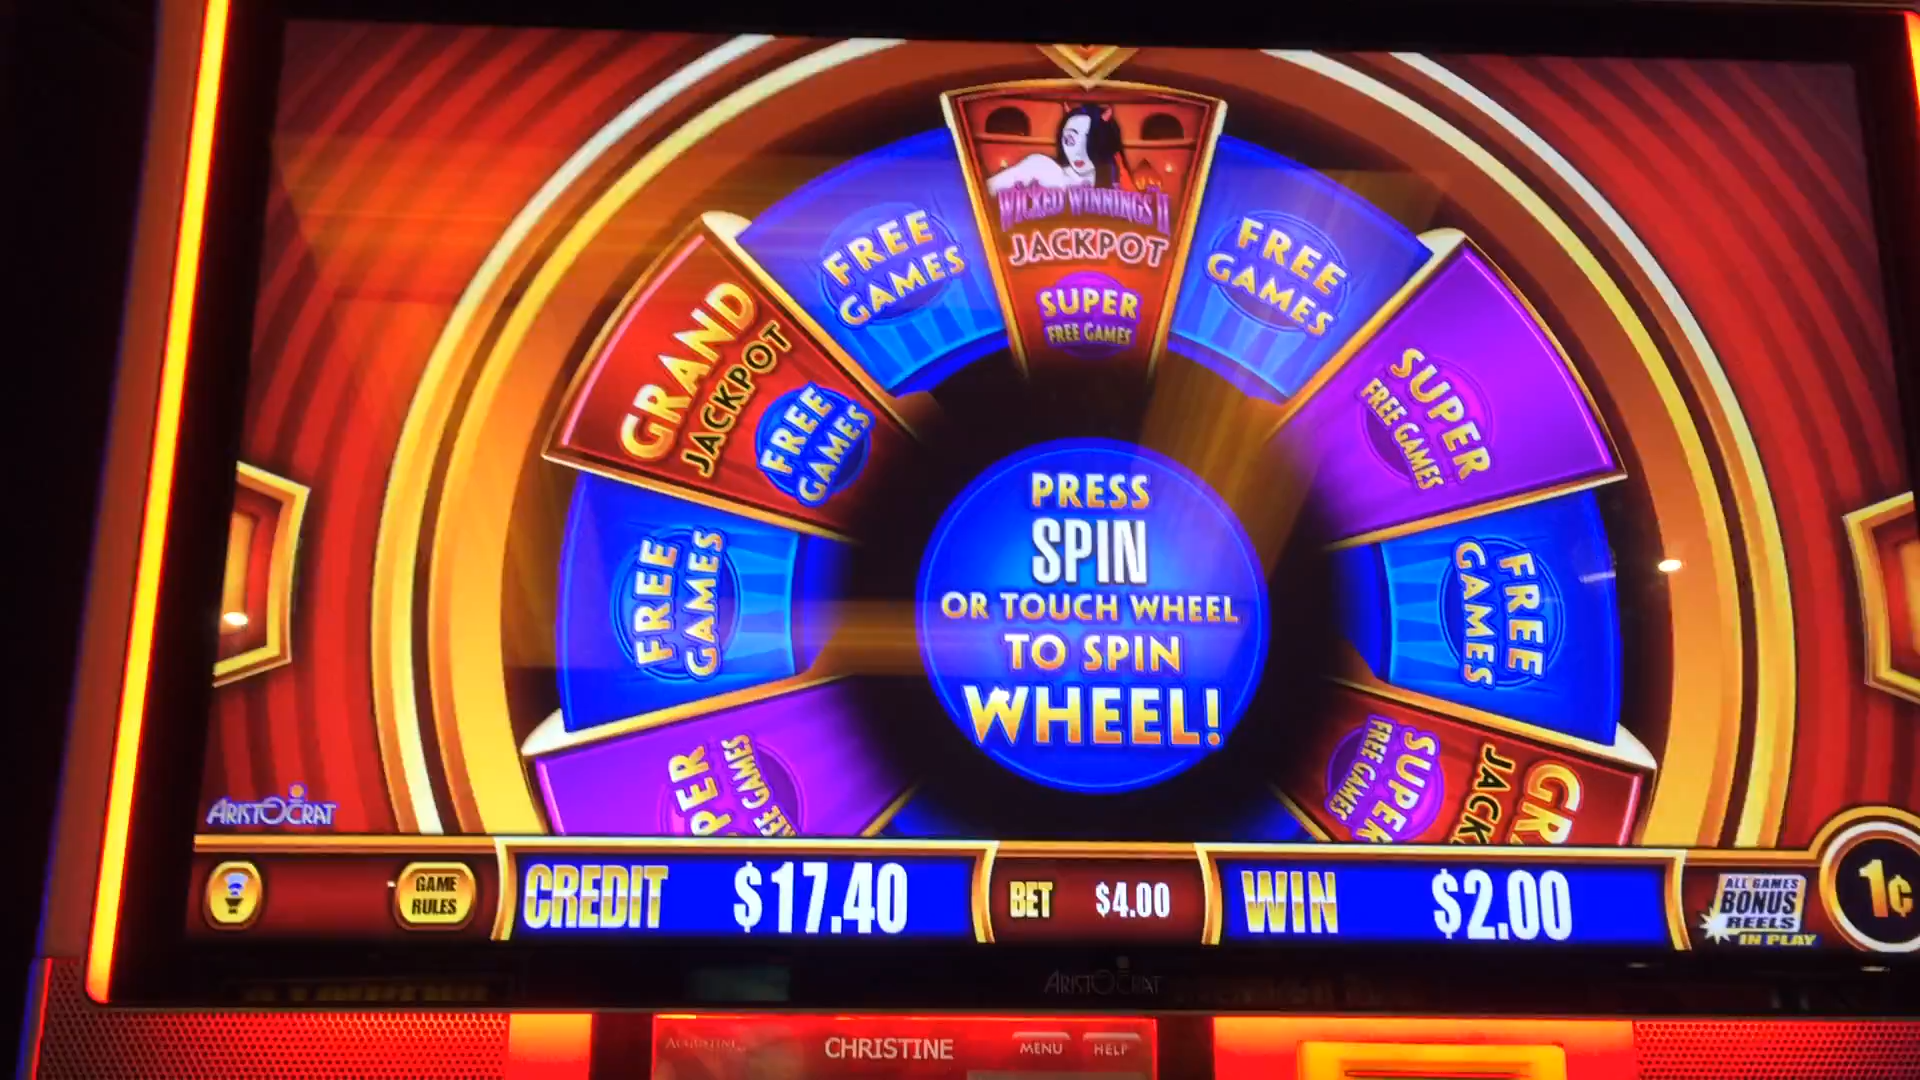 WICKED WINNINGS II
JACKPOT
SUPER
FREE GAMES
FREE
GAMES
FREE
GAMES
GRAND
JACKPOT
FREE
GAMES
SUPER
FREE GAMES
FREE
GAMES
FREE
GAMES
PRESS
SPIN
OR TOUCH WHEEL
TO SPIN
WHEEL!
SUPER
FREE GAMES
ARISTOCRAT
GAME
RULES
CREDIT $17.40
BET $4.00
WIN $2.00
ALL GAMES
BONUS
REELS
IN PLAY
1¢
ARISTOCRAT
CHRISTINE
MENU
HELP